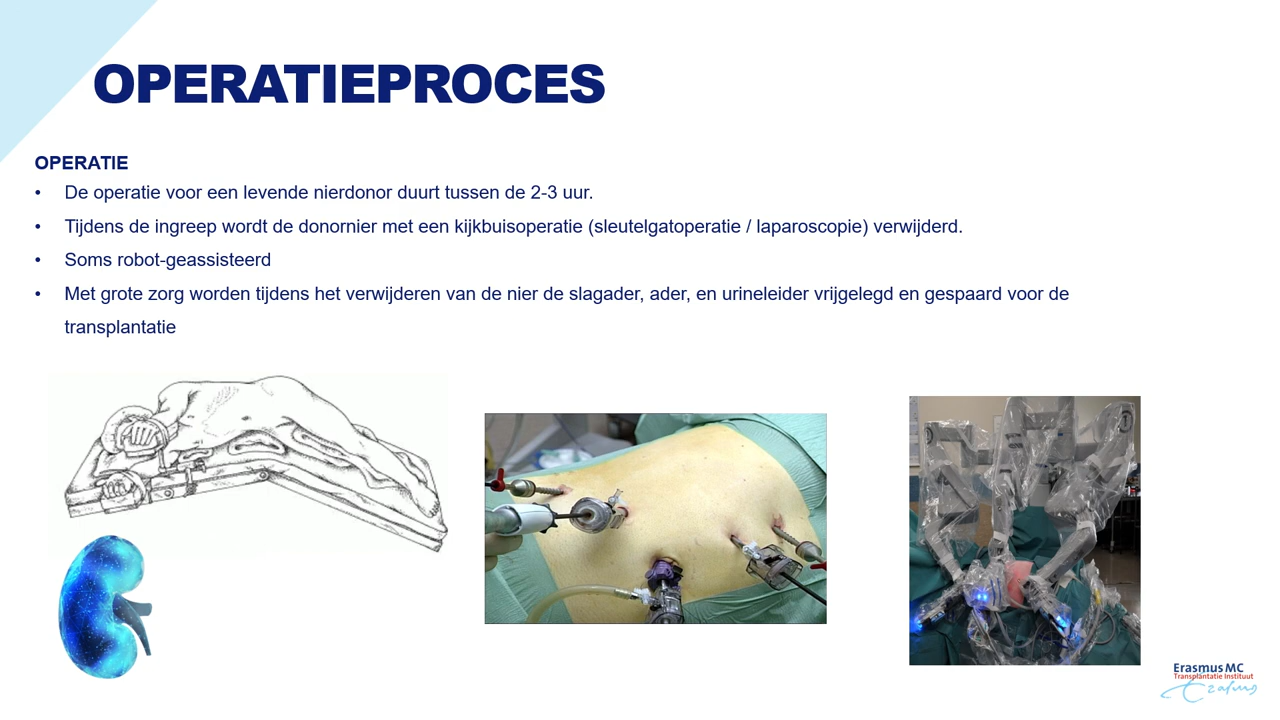 OPERATIEPROCES
OPERATIE
• De operatie voor een levende nierdonor duurt tussen de 2-3 uur.
• Tijdens de ingreep wordt de donornier met een kijkbuisoperatie (sleutelgatoperatie / laparoscopie) verwijderd.
• Soms robot-geassisteerd
• Met grote zorg worden tijdens het verwijderen van de nier de slagader, ader, en urineleider vrijgelegd en gespaard voor de
transplantatie
Erasmus MC
Transplantatie Instituut
Erasmus